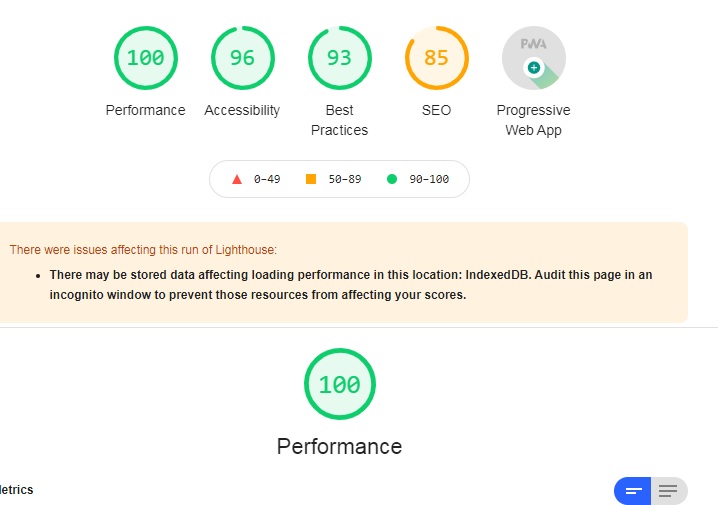 100 96 93 85 PWA
Performance Accessibility Best Practices SEO Progressive Web App
0–49 50–89 90–100
There were issues affecting this run of Lighthouse:
• There may be stored data affecting loading performance in this location: IndexedDB. Audit this page in an
incognito window to prevent those resources from affecting your scores.
100
Performance
etrics